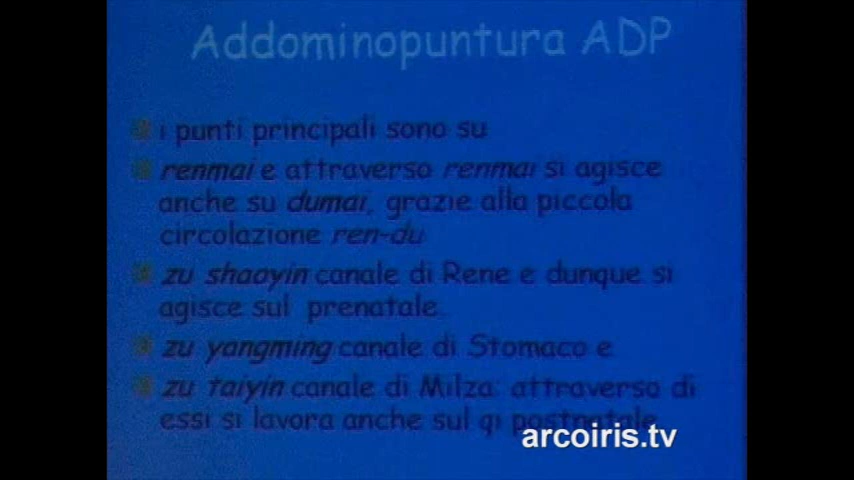 Addominopuntura ADP
i punti principali sono su
renmai e attraverso renmai si agisce
anche su dumai, grazie alla piccola
circolazione ren-du
zu shaoyin canale di Rene e dunque si
agisce sul prenatale.
zu yangming canale di Stomaco e
zu taiyin canale di Milza: attraverso di
essi si lavora anche sul qi postnatale
arcoiris.tv